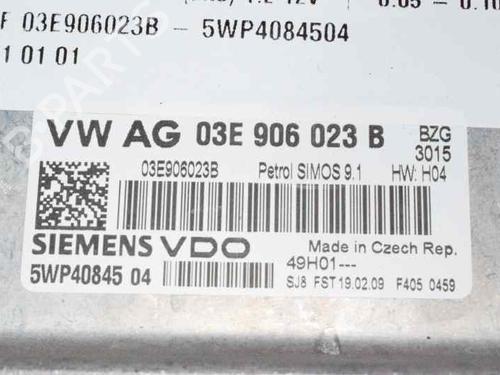 F 03E906023B - 5WP4084504
1 01 01
VW AG 03E 906 023 B BZG
3015
03E906023B Petrol SIMOS 9.1 HW: H04
SIEMENS VDO Made in Czech Rep.
5WP40845 04 49H01---
SJ8 FST 19.02.09 F405 0459